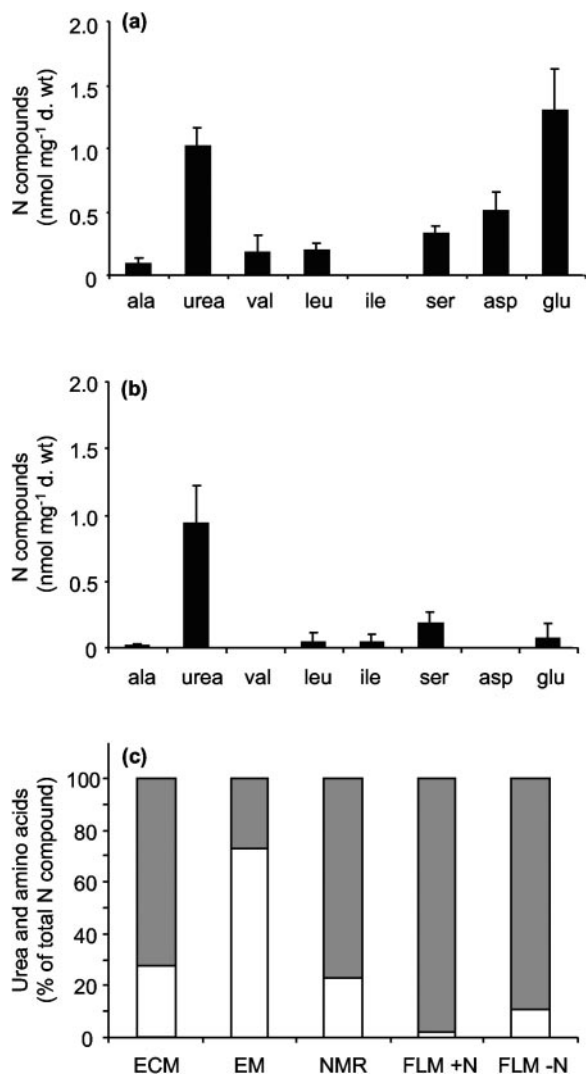 (a)
N compounds
(nmol mg⁻¹ d. wt)
2.0
1.5
1.0
0.5
0
ala urea val leu ile ser asp glu
(b)
N compounds
(nmol mg⁻¹ d. wt)
2.0
1.5
1.0
0.5
0
ala urea val leu ile ser asp glu
(c)
Urea and amino acids
(% of total N compound)
100
80
60
40
20
0
ECM EM NMR FLM +N FLM -N